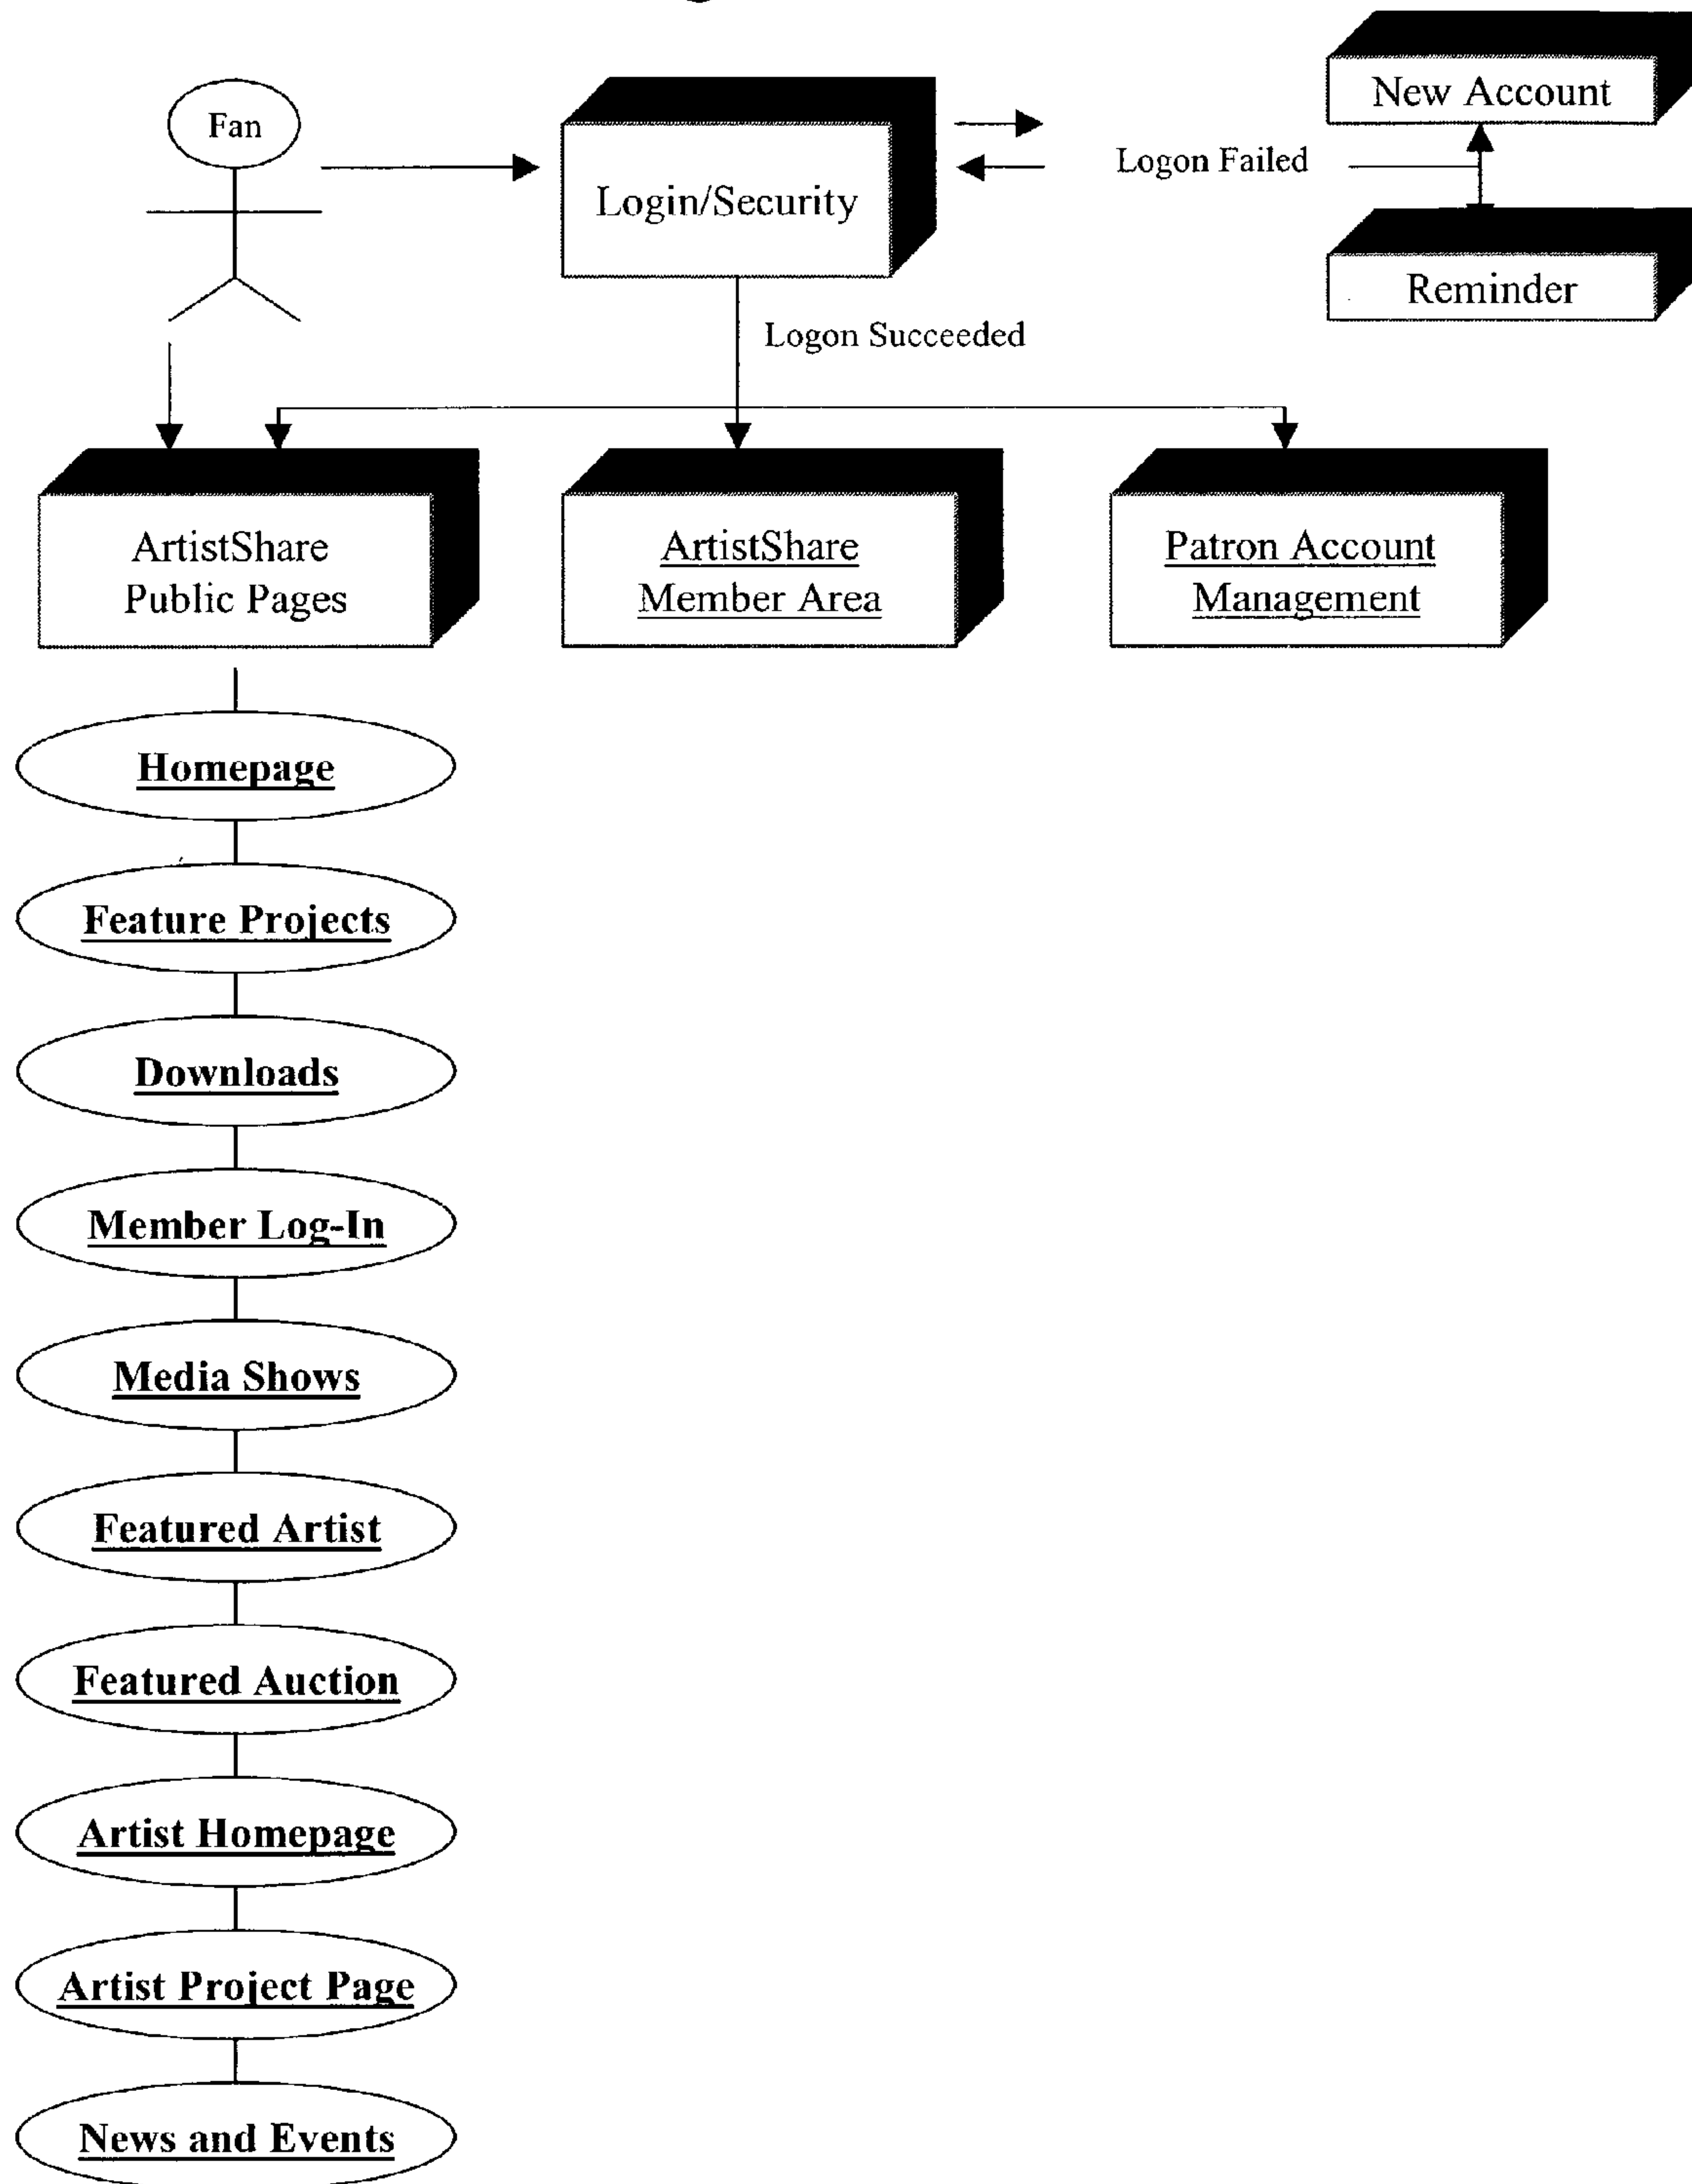 Fan
Login/Security
Logon Failed
New Account
Reminder
Logon Succeeded
ArtistShare
Public Pages
ArtistShare
Member Area
Patron Account
Management
Homepage
Feature Projects
Downloads
Member Log-In
Media Shows
Featured Artist
Featured Auction
Artist Homepage
Artist Project Page
News and Events